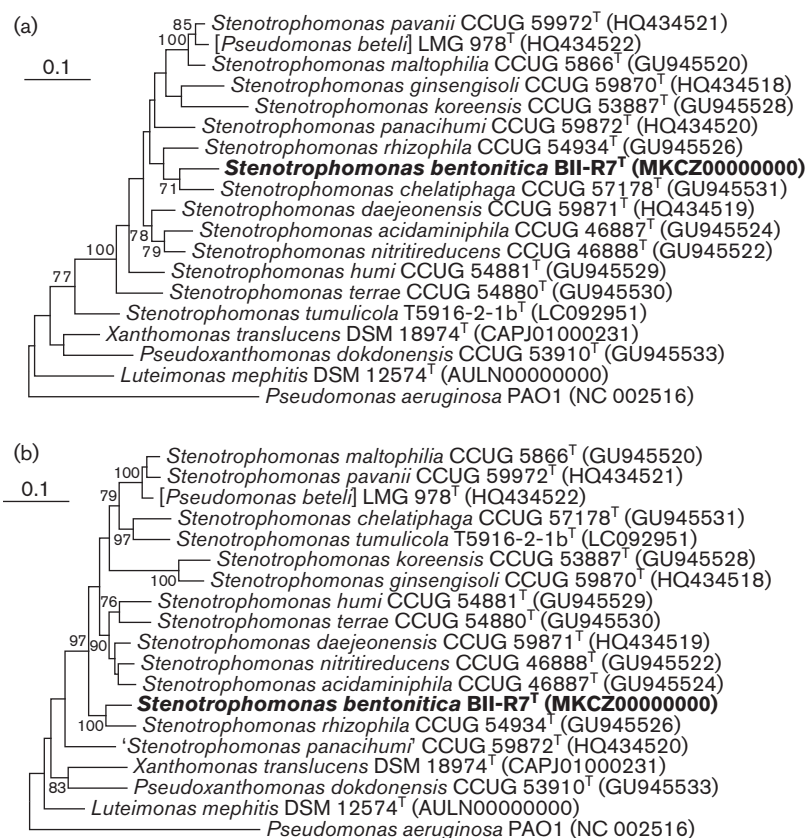 (a)
85
Stenotrophomonas pavanii CCUG 59972T (HQ434521)
100
[Pseudomonas beteli] LMG 978T (HQ434522)
0.1
Stenotrophomonas maltophilia CCUG 5866T (GU945520)
Stenotrophomonas ginsengisoli CCUG 59870T (HQ434518)
Stenotrophomonas koreensis CCUG 53887T (GU945528)
Stenotrophomonas panacihumi CCUG 59872T (HQ434520)
Stenotrophomonas rhizophila CCUG 54934T (GU945526)
Stenotrophomonas bentonitica BII-R7T (MKCZ00000000)
71
Stenotrophomonas chelatiphaga CCUG 57178T (GU945531)
Stenotrophomonas daejeonensis CCUG 59871T (HQ434519)
78
Stenotrophomonas acidaminiphila CCUG 46887T (GU945524)
100
79
Stenotrophomonas nitritireducens CCUG 46888T (GU945522)
77
Stenotrophomonas humi CCUG 54881T (GU945529)
Stenotrophomonas terrae CCUG 54880T (GU945530)
Stenotrophomonas tumulicola T5916-2-1bT (LC092951)
Xanthomonas translucens DSM 18974T (CAPJ01000231)
Pseudoxanthomonas dokdonensis CCUG 53910T (GU945533)
Luteimonas mephitis DSM 12574T (AULN00000000)
Pseudomonas aeruginosa PAO1 (NC 002516)
(b)
Stenotrophomonas maltophilia CCUG 5866T (GU945520)
100
Stenotrophomonas pavanii CCUG 59972T (HQ434521)
0.1
79
[Pseudomonas beteli] LMG 978T (HQ434522)
Stenotrophomonas chelatiphaga CCUG 57178T (GU945531)
97
Stenotrophomonas tumulicola T5916-2-1bT (LC092951)
Stenotrophomonas koreensis CCUG 53887T (GU945528)
100
Stenotrophomonas ginsengisoli CCUG 59870T (HQ434518)
76
Stenotrophomonas humi CCUG 54881T (GU945529)
Stenotrophomonas terrae CCUG 54880T (GU945530)
97
90
Stenotrophomonas daejeonensis CCUG 59871T (HQ434519)
Stenotrophomonas nitritireducens CCUG 46888T (GU945522)
Stenotrophomonas acidaminiphila CCUG 46887T (GU945524)
Stenotrophomonas bentonitica BII-R7T (MKCZ00000000)
100
Stenotrophomonas rhizophila CCUG 54934T (GU945526)
'Stenotrophomonas panacihumi' CCUG 59872T (HQ434520)
Xanthomonas translucens DSM 18974T (CAPJ01000231)
83
Pseudoxanthomonas dokdonensis CCUG 53910T (GU945533)
Luteimonas mephitis DSM 12574T (AULN00000000)
Pseudomonas aeruginosa PAO1 (NC 002516)